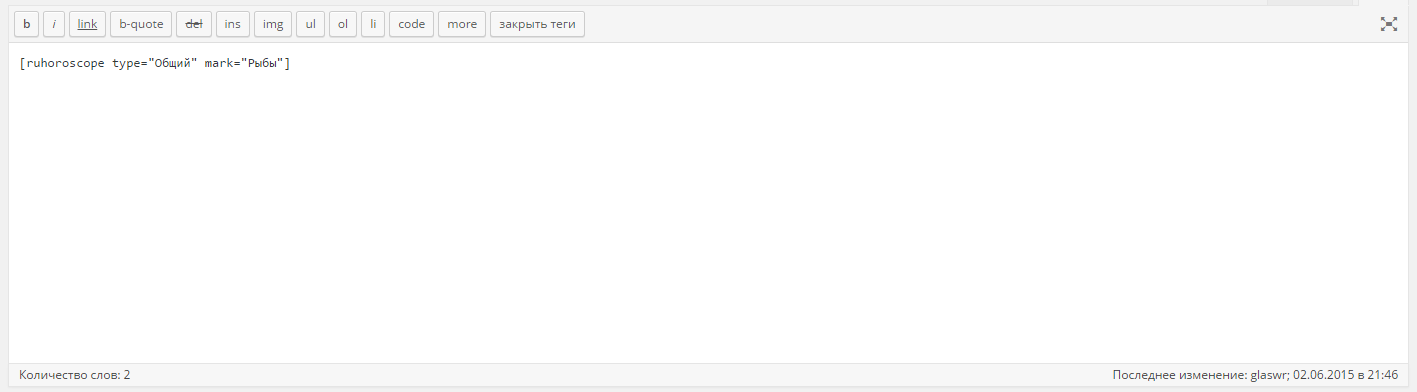 b i link b-quote del ins img ul ol li code more закрыть теги
[ruhoroscope type="Общий" mark="Рыбы"]
Количество слов: 2 Последнее изменение: glaswr; 02.06.2015 в 21:46